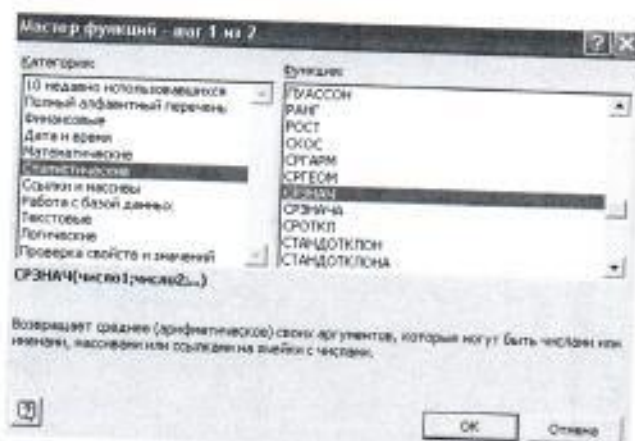 Мастер функций - шаг 1 из 2
Категория:
10 недавно использовавшихся
Полный алфавитный перечень
Финансовые
Дата и время
Математические
Статистические
Ссылки и массивы
Работа с базой данных
Текстовые
Логические
Проверка свойств и значений
Функция:
ПУАССОН
РАНГ
РОСТ
СКОС
СРГАРМ
СРГЕОМ
СРЗНАЧ
СРЗНАЧА
СРОТКЛ
СТАНДОТКЛОН
СТАНДОТКЛОНА
СРЗНАЧ(число1;число2;...)
Возвращает среднее (арифметическое) своих аргументов, которые могут быть числами или
именами, массивами или ссылками на ячейки с числами.
ОК
Отмена